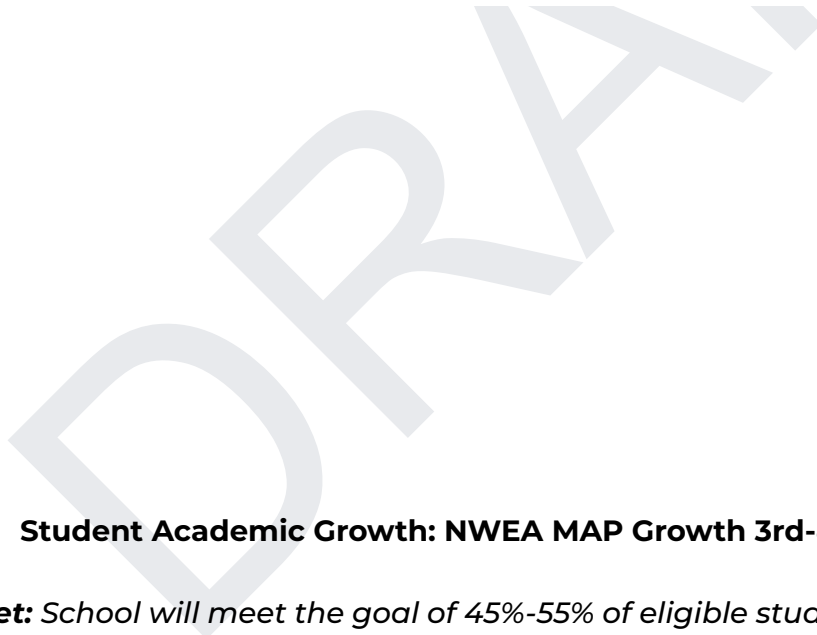 DRA
Student Academic Growth: NWEA MAP Growth 3rd-
et: School will meet the goal of 45%-55% of eligible stud